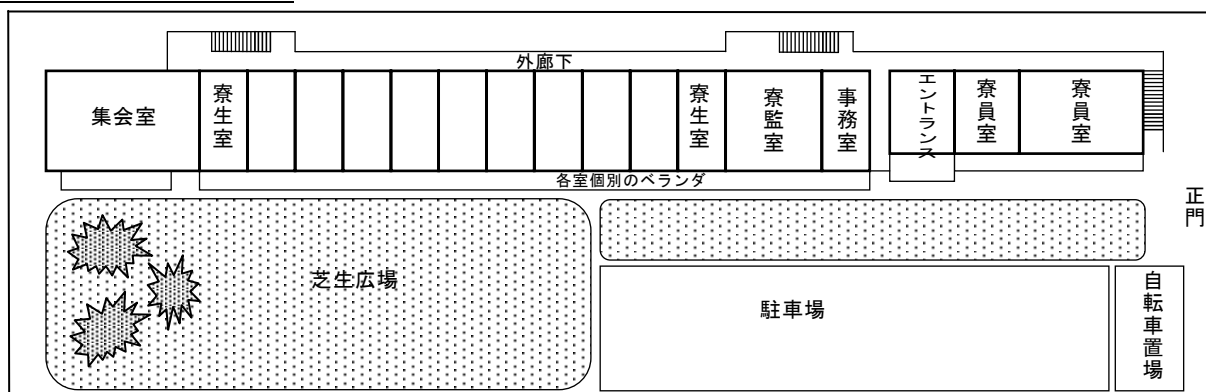 外廊下
集会室
寮生室
寮生室
寮監室
事務室
エントランス
寮員室
寮員室
各室個別のベランダ
正門
芝生広場
駐車場
自転車置場